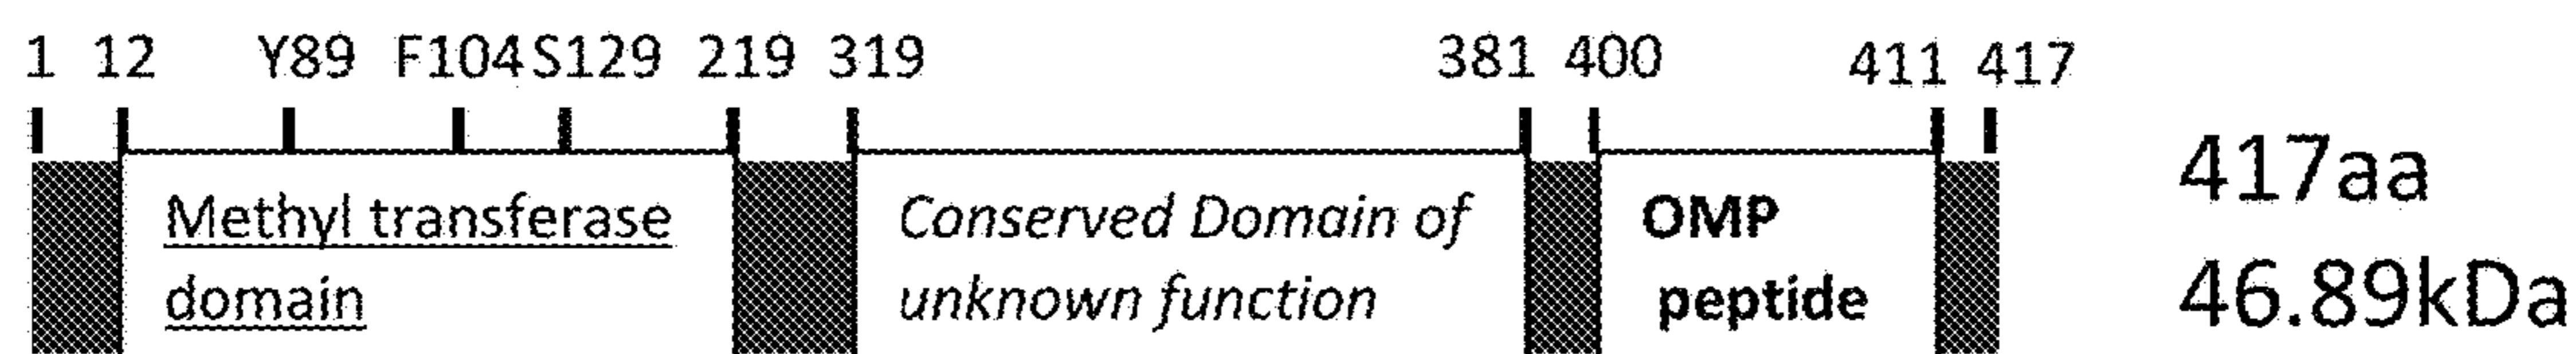 1 12 Y89 F104 S129 219 319 381 400 411 417
Methyl transferase
domain
Conserved Domain of
unknown function
OMP
peptide
417aa
46.89kDa